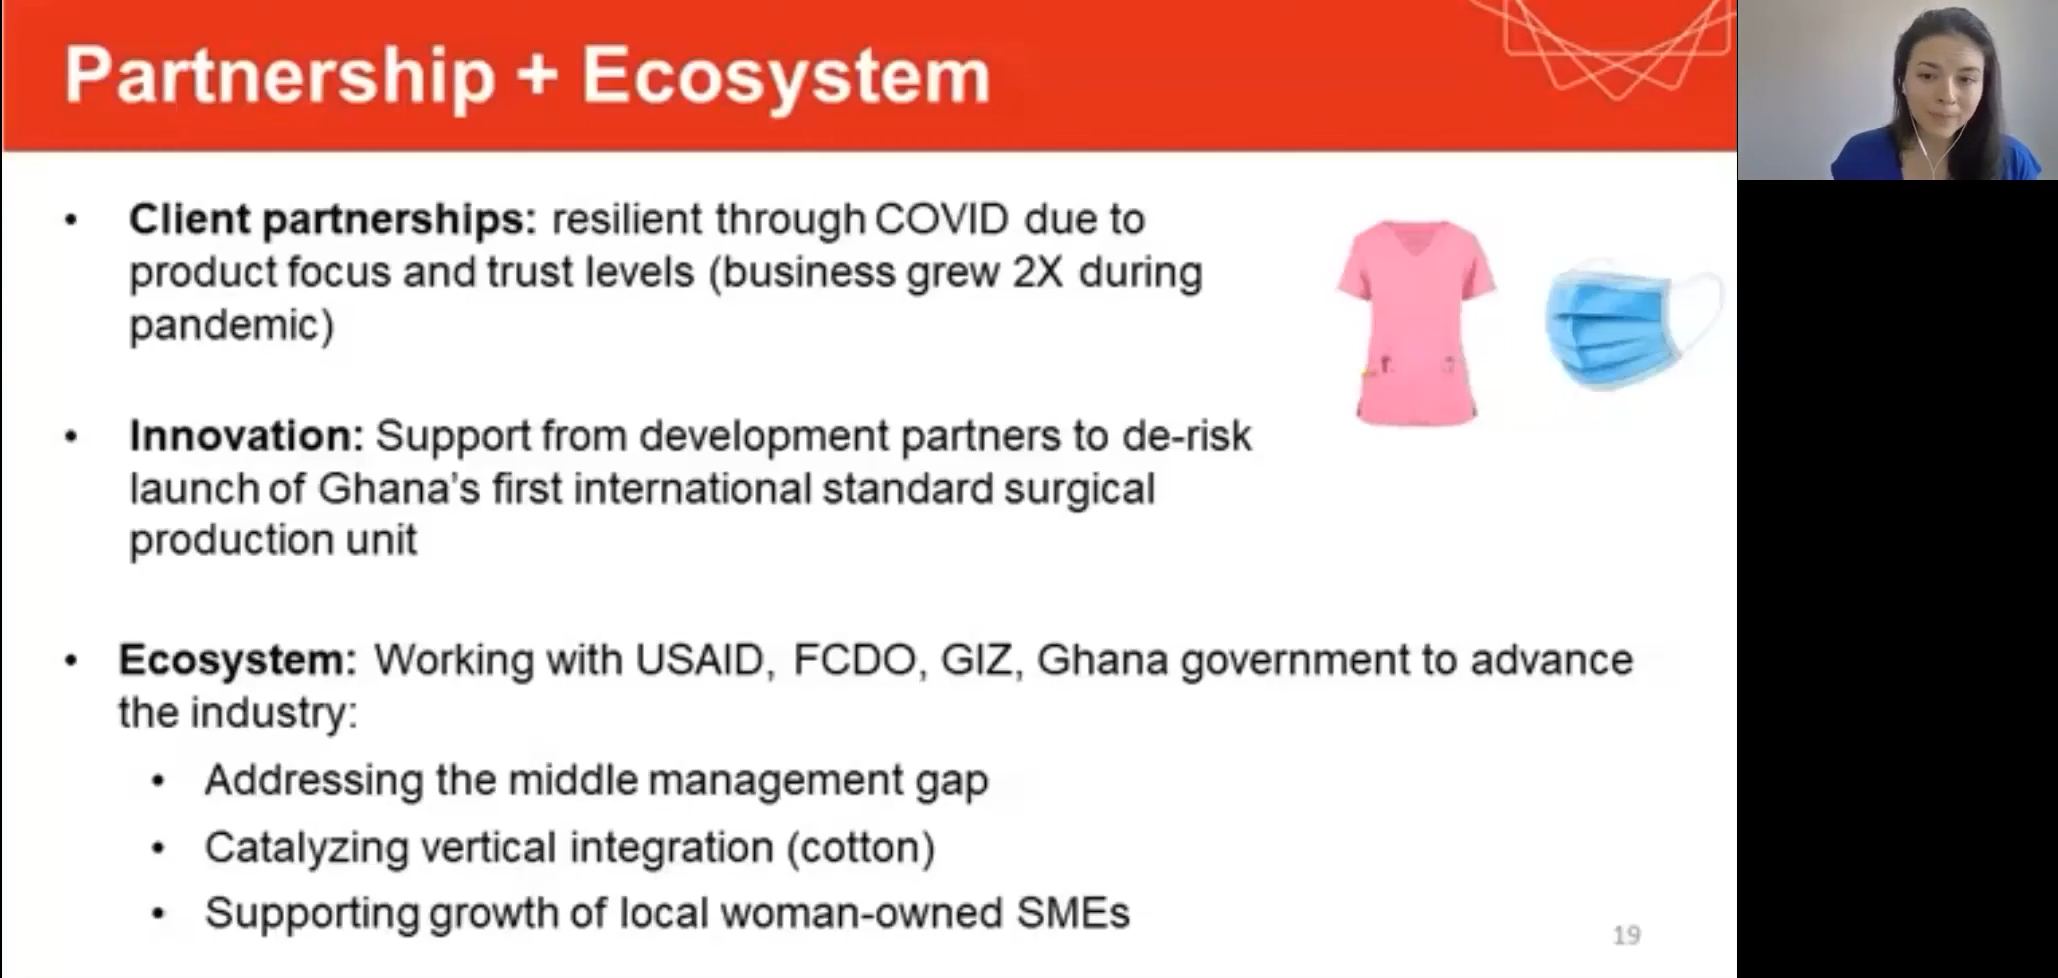 Partnership + Ecosystem
• Client partnerships: resilient through COVID due to
product focus and trust levels (business grew 2X during
pandemic)
• Innovation: Support from development partners to de-risk
launch of Ghana's first international standard surgical
production unit
• Ecosystem: Working with USAID, FCDO, GIZ, Ghana government to advance
the industry:
• Addressing the middle management gap
• Catalyzing vertical integration (cotton)
• Supporting growth of local woman-owned SMEs
19